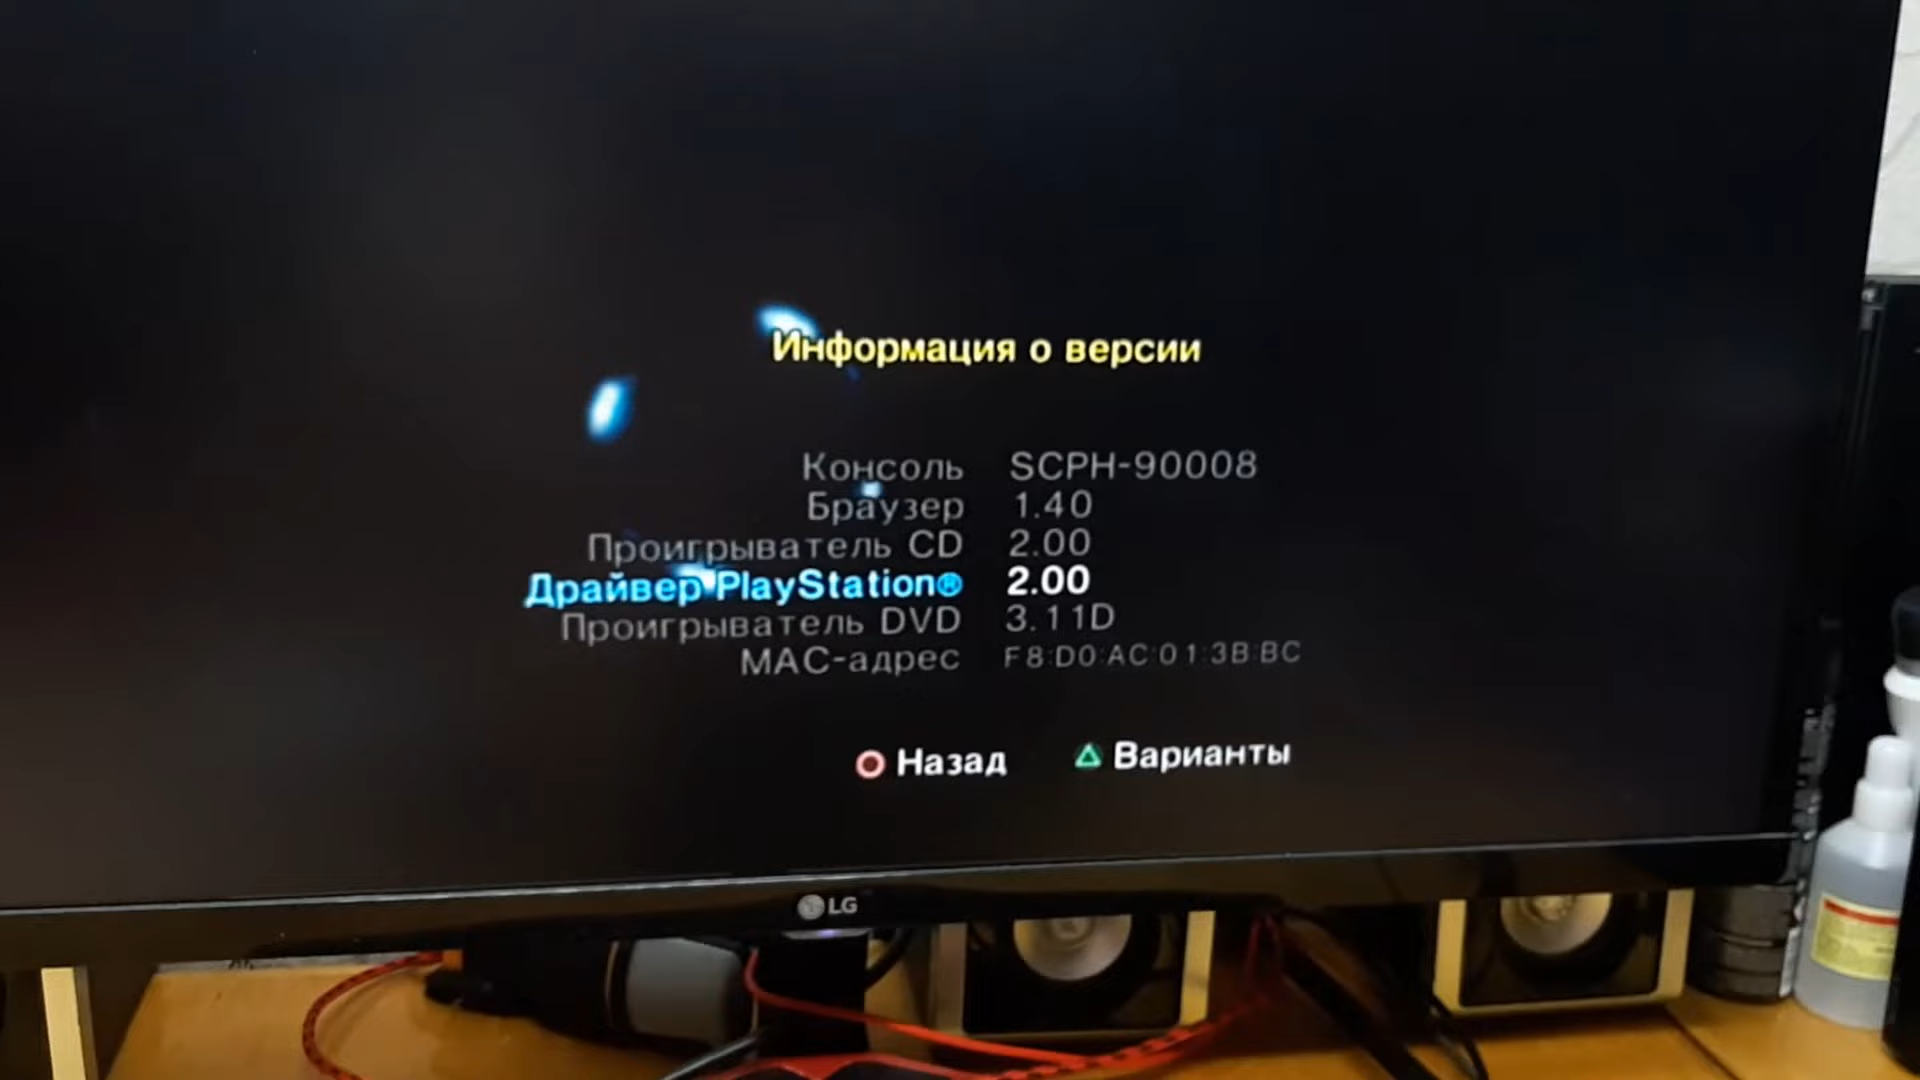 Информация о версии
Консоль SCPH-90008
Браузер 1.40
Проигрыватель CD 2.00
Драйвер PlayStation® 2.00
Проигрыватель DVD 3.11D
MAC-адрес F8:D0:AC:01:3B:BC
Назад Варианты
LG